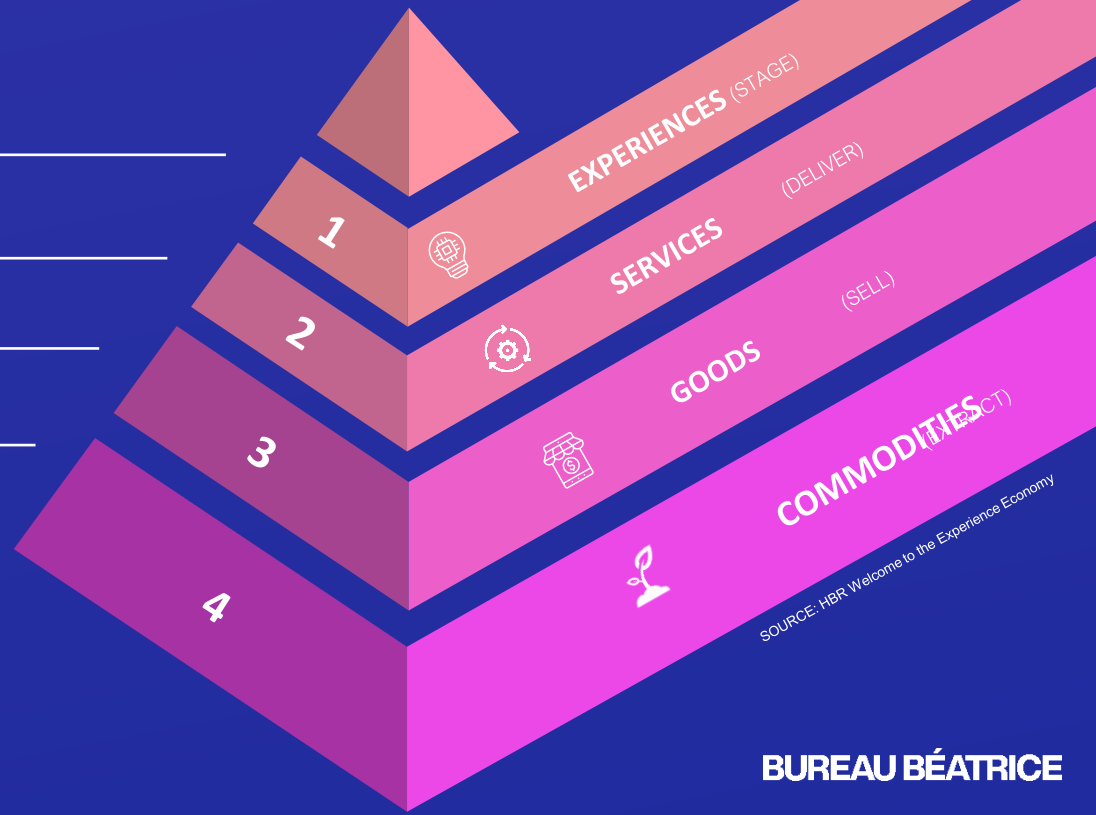 1
EXPERIENCES (STAGE)
2
SERVICES (DELIVER)
3
GOODS (SELL)
4
COMMODITIES (EXTRACT)
SOURCE: HBR Welcome to the Experience Economy
BUREAU BÉATRICE